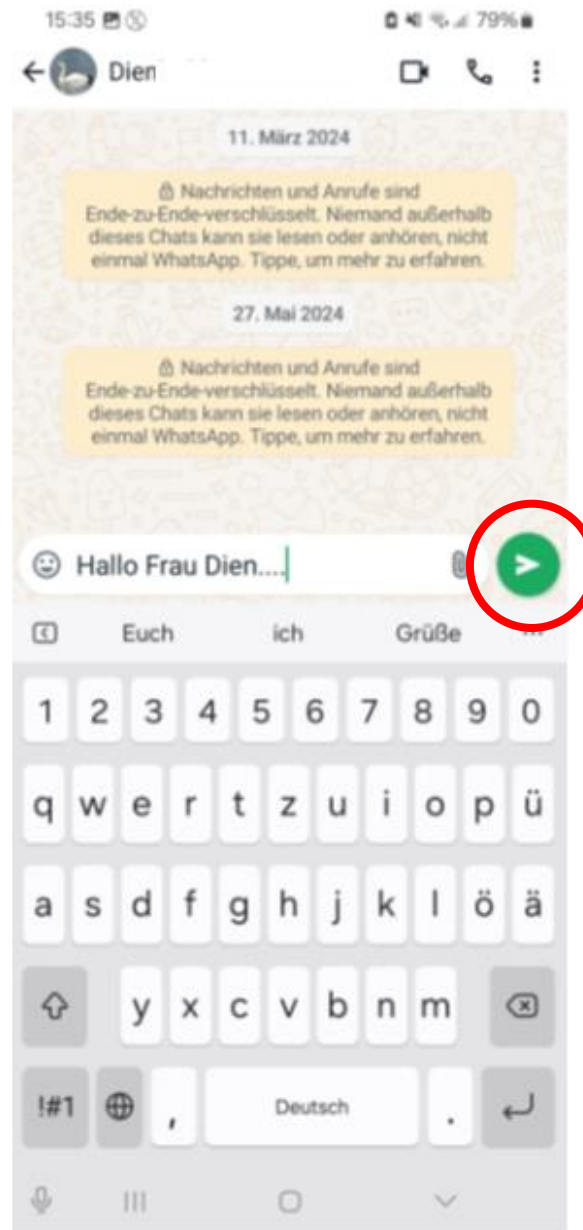 15:35
79%
Dien
11. März 2024
Nachrichten und Anrufe sind
Ende-zu-Ende-verschlüsselt. Niemand außerhalb
dieses Chats kann sie lesen oder anhören, nicht
einmal WhatsApp. Tippe, um mehr zu erfahren.
27. Mai 2024
Nachrichten und Anrufe sind
Ende-zu-Ende-verschlüsselt. Niemand außerhalb
dieses Chats kann sie lesen oder anhören, nicht
einmal WhatsApp. Tippe, um mehr zu erfahren.
Hallo Frau Dien....
Euch ich Grüße ...
1 2 3 4 5 6 7 8 9 0
q w e r t z u i o p ü
a s d f g h j k l ö ä
y x c v b n m
!#1 , Deutsch .